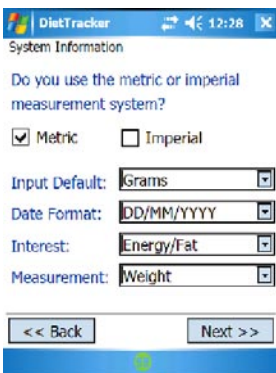 DietTracker 12:28
System Information
Do you use the metric or imperial
measurement system?
Metric Imperial
Input Default: Grams
Date Format: DD/MM/YYYY
Interest: Energy/Fat
Measurement: Weight
<< Back Next >>